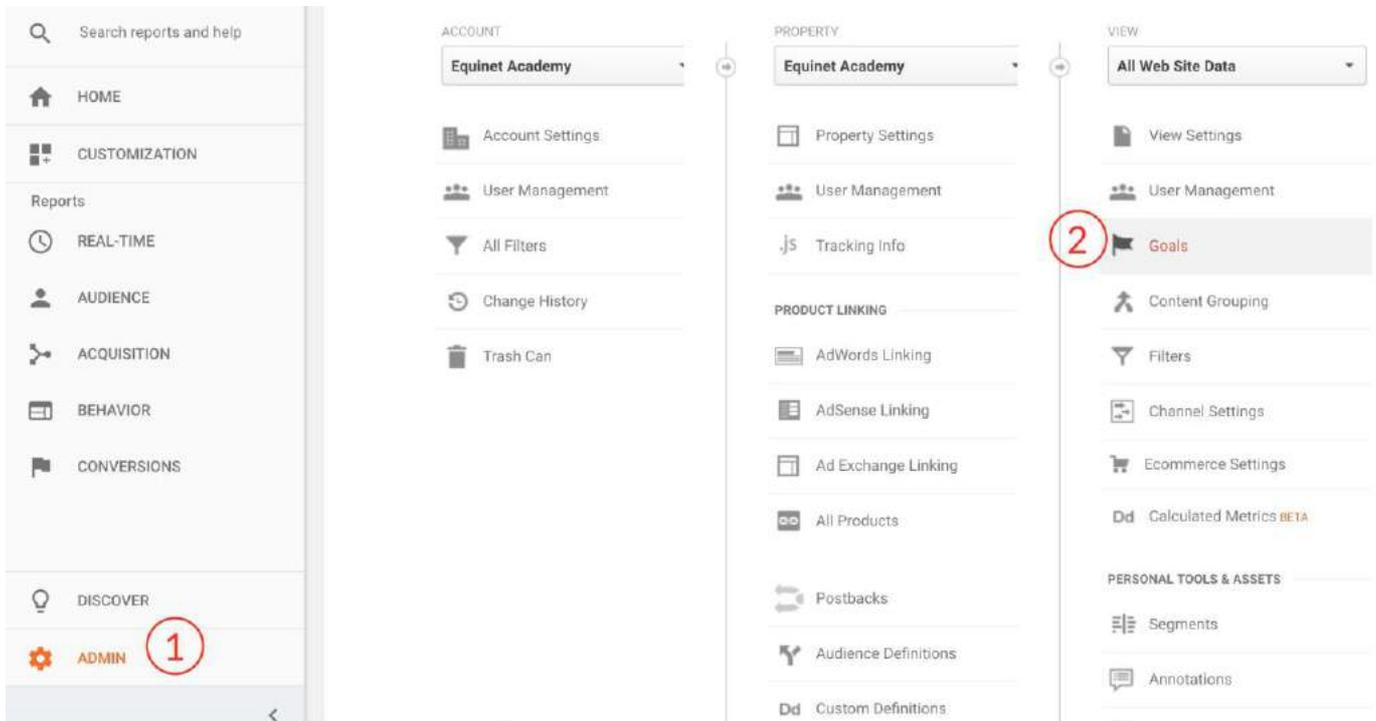 Search reports and help
HOME
CUSTOMIZATION
Reports
REAL-TIME
AUDIENCE
ACQUISITION
BEHAVIOR
CONVERSIONS
DISCOVER
ADMIN
1
ACCOUNT
Equinet Academy
Account Settings
User Management
All Filters
Change History
Trash Can
PROPERTY
Equinet Academy
Property Settings
User Management
.js Tracking Info
PRODUCT LINKING
AdWords Linking
AdSense Linking
Ad Exchange Linking
All Products
Postbacks
Audience Definitions
Dd Custom Definitions
VIEW
All Web Site Data
View Settings
User Management
2
Goals
Content Grouping
Filters
Channel Settings
Ecommerce Settings
Dd Calculated Metrics BETA
PERSONAL TOOLS & ASSETS
Segments
Annotations